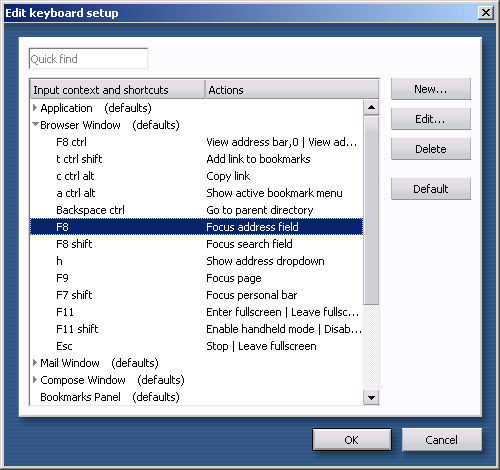 Edit keyboard setup
Quick find
Input context and shortcuts Actions
Application (defaults)
Browser Window (defaults)
F8 ctrl View address bar,0 | View ad...
t ctrl shift Add link to bookmarks
c ctrl alt Copy link
a ctrl alt Show active bookmark menu
Backspace ctrl Go to parent directory
F8 Focus address field
F8 shift Focus search field
h Show address dropdown
F9 Focus page
F7 shift Focus personal bar
F11 Enter fullscreen | Leave fullsc...
F11 shift Enable handheld mode | Disab...
Esc Stop | Leave fullscreen
Mail Window (defaults)
Compose Window (defaults)
Bookmarks Panel (defaults)
New...
Edit...
Delete
Default
OK Cancel